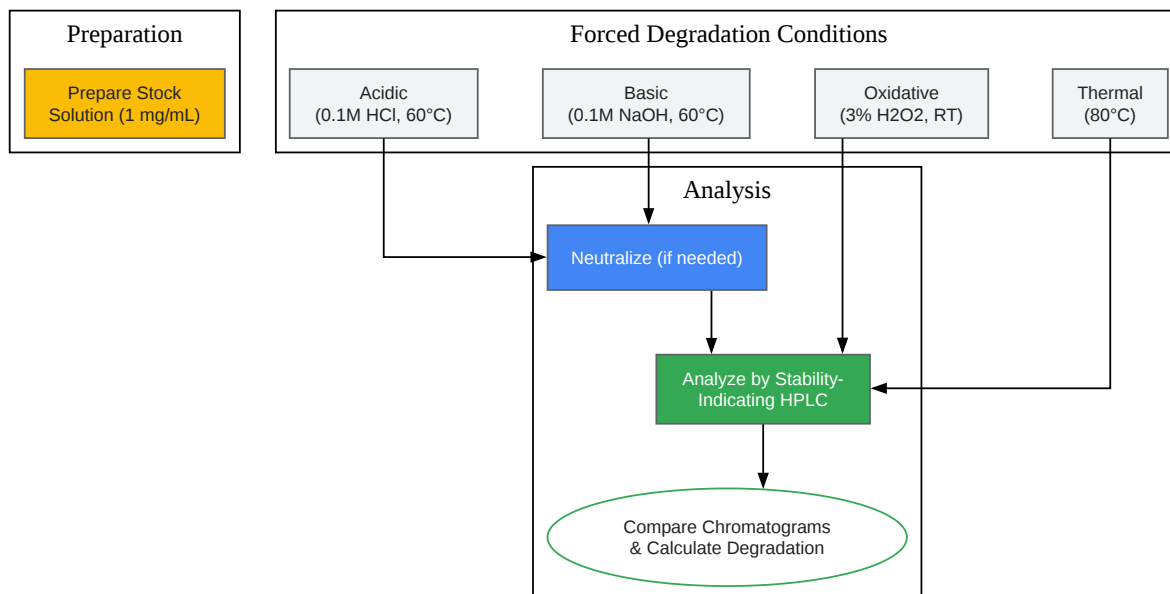 Preparation
Prepare Stock
Solution (1 mg/mL)
Forced Degradation Conditions
Acidic
(0.1M HCl, 60°C)
Basic
(0.1M NaOH, 60°C)
Oxidative
(3% H2O2, RT)
Thermal
(80°C)
Analysis
Neutralize (if needed)
Analyze by Stability-
Indicating HPLC
Compare Chromatograms
& Calculate Degradation